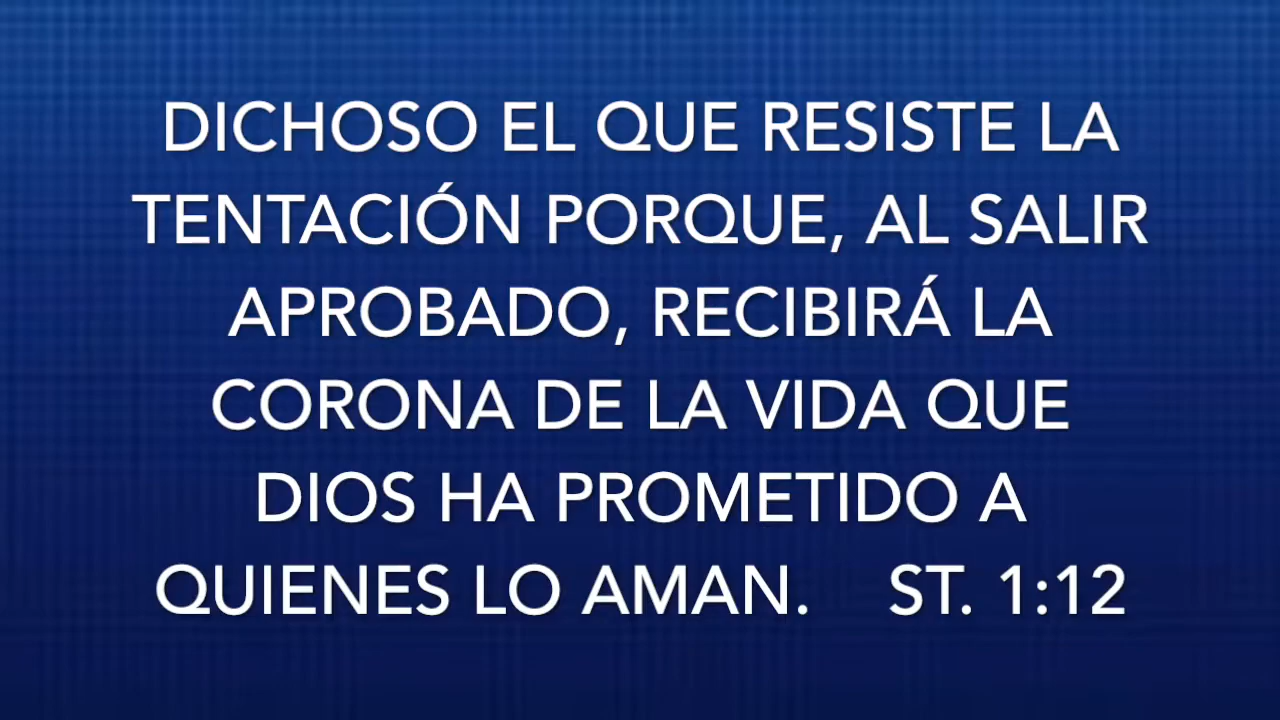 DICHOSO EL QUE RESISTE LA
TENTACIÓN PORQUE, AL SALIR
APROBADO, RECIBIRÁ LA
CORONA DE LA VIDA QUE
DIOS HA PROMETIDO A
QUIENES LO AMAN. ST. 1:12